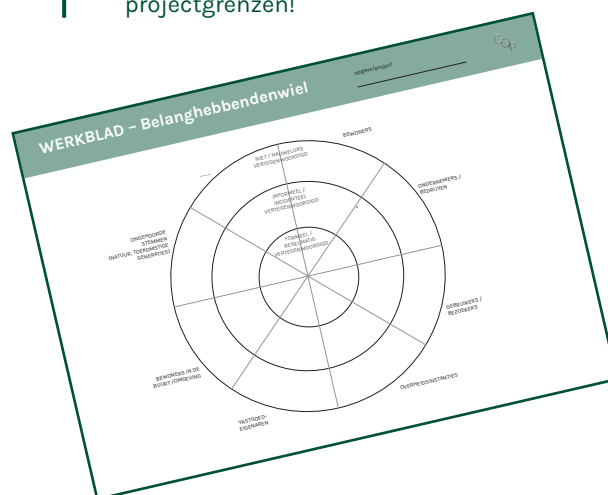 projectgrenzen!
WERKBLAD – Belanghebbendenwiel
opgave/project
COP
NIET / NAUWELIJKS
VERTEGENWOORDIGD
BEWONERS
INFORMEEL /
INCIDENTEEL
VERTEGENWOORDIGD
ONDERNEMERS /
BEDRIJVEN
FORMEEL /
REGELMATIG
VERTEGENWOORDIGD
ONGEHOORDE
STEMMEN
(NATUUR, TOEKOMSTIGE
GENERATIES)
GEBRUIKERS /
BEZOEKERS
BEWONERS IN DE
BUURT /OMGEVING
OVERHEIDSINSTANTIES
VASTGOED-
EIGENAREN